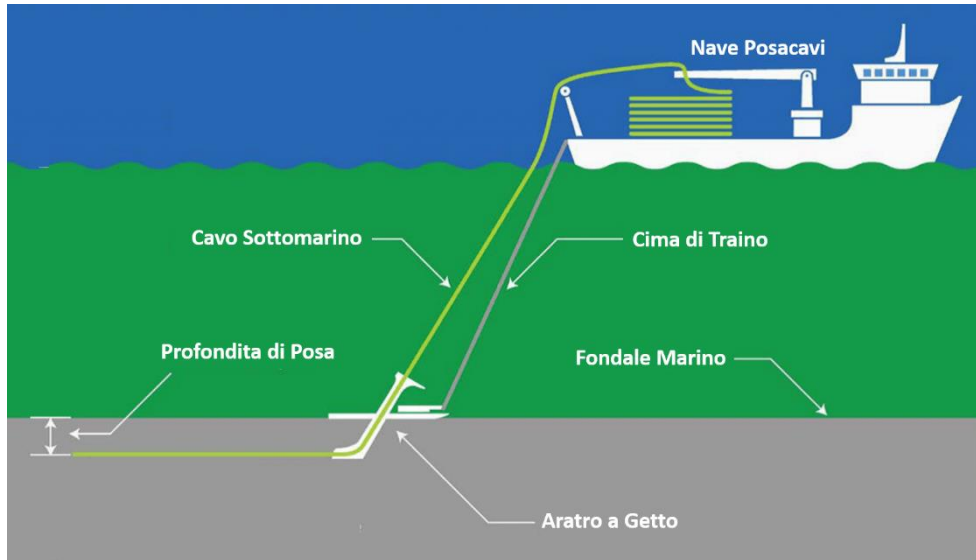 Nave Posacavi
Cavo Sottomarino
Cima di Traino
Profondita di Posa
Fondale Marino
Aratro a Getto